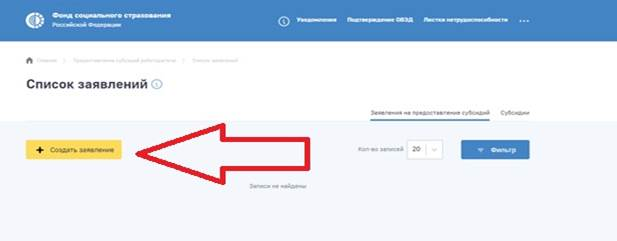 Фонд социального страхования
Российской Федерации
Уведомления Подтверждение ОВЭД Листки нетрудоспособности ...
Главная > Предоставление субсидий работодателям > Список заявлений
Список заявлений
Заявления на предоставление субсидий Субсидии
+ Создать заявление
Кол-во записей 20
Фильтр
Записи не найдены